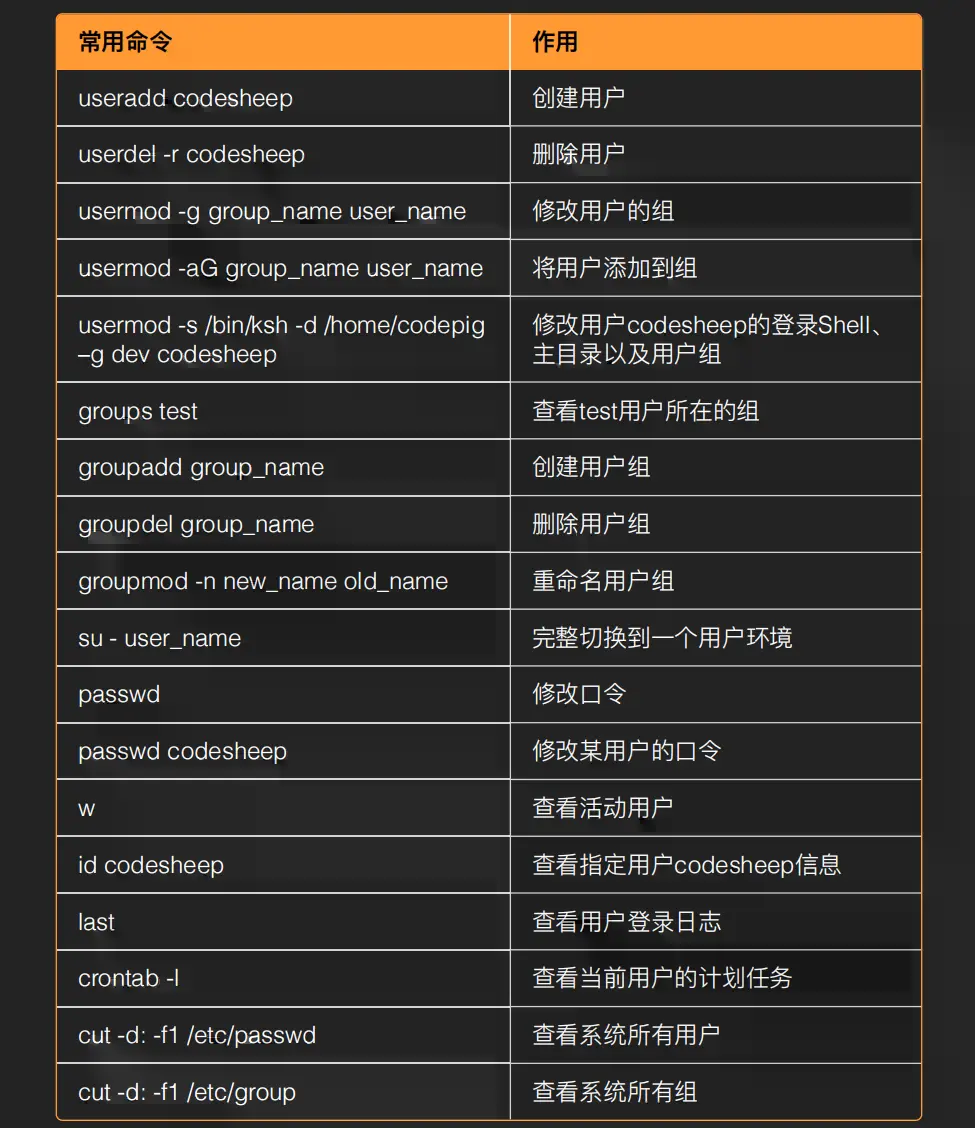 常用命令 作用
useradd codesheep 创建用户
userdel -r codesheep 删除用户
usermod -g group_name user_name 修改用户的组
usermod -aG group_name user_name 将用户添加到组
usermod -s /bin/ksh -d /home/codepig 修改用户codesheep的登录Shell、
–g dev codesheep 主目录以及用户组
groups test 查看test用户所在的组
groupadd group_name 创建用户组
groupdel group_name 删除用户组
groupmod -n new_name old_name 重命名用户组
su - user_name 完整切换到一个用户环境
passwd 修改口令
passwd codesheep 修改某用户的口令
w 查看活动用户
id codesheep 查看指定用户codesheep信息
last 查看用户登录日志
crontab -l 查看当前用户的计划任务
cut -d: -f1 /etc/passwd 查看系统所有用户
cut -d: -f1 /etc/group 查看系统所有组